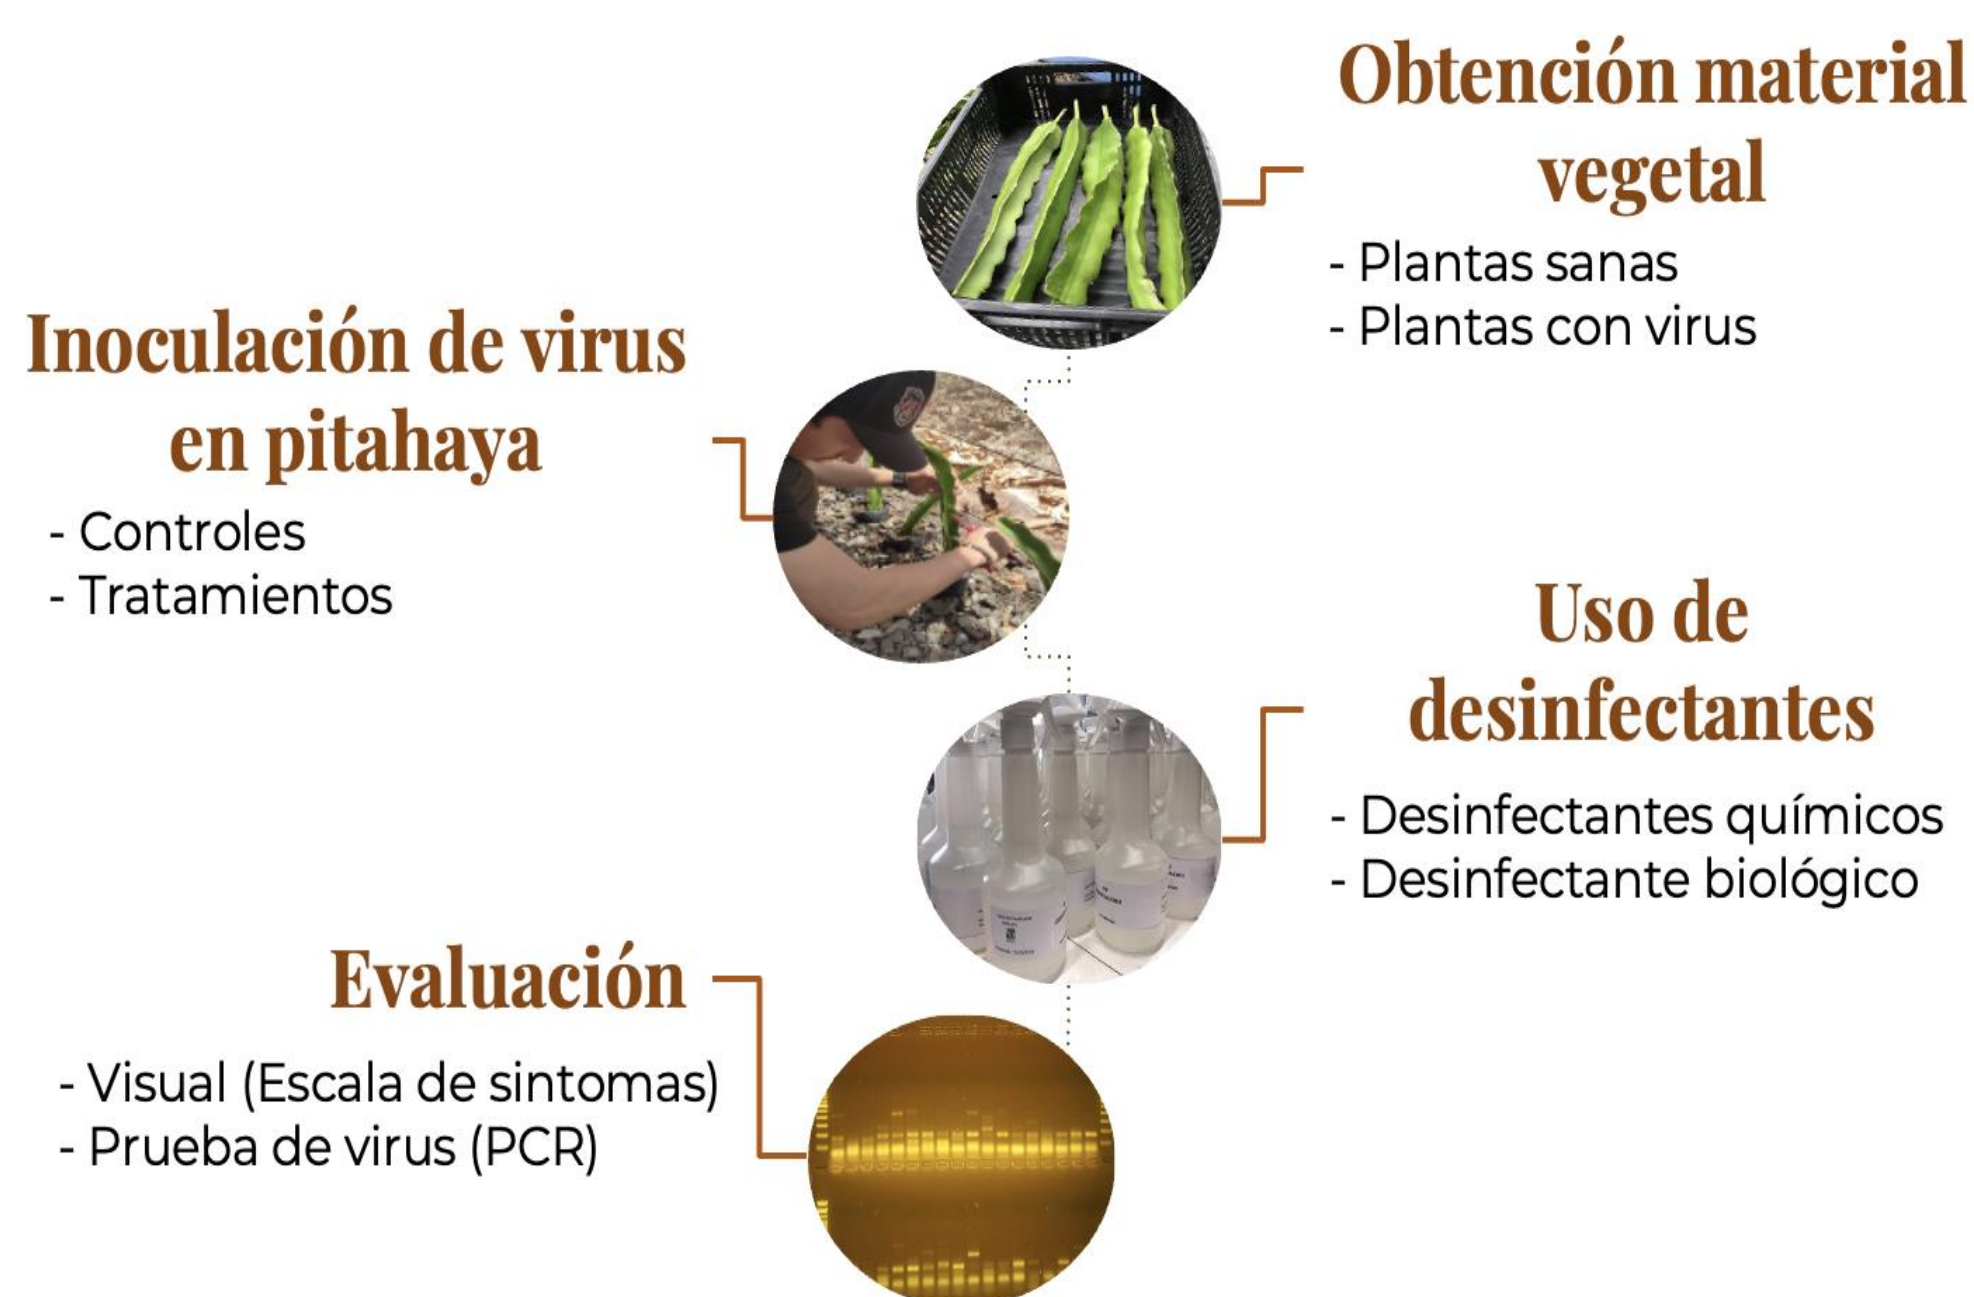 Obtención material
vegetal
- Plantas sanas
- Plantas con virus
Inoculación de virus
en pitahaya
- Controles
- Tratamientos
Uso de
desinfectantes
- Desinfectantes químicos
- Desinfectante biológico
Evaluación
- Visual (Escala de sintomas)
- Prueba de virus (PCR)